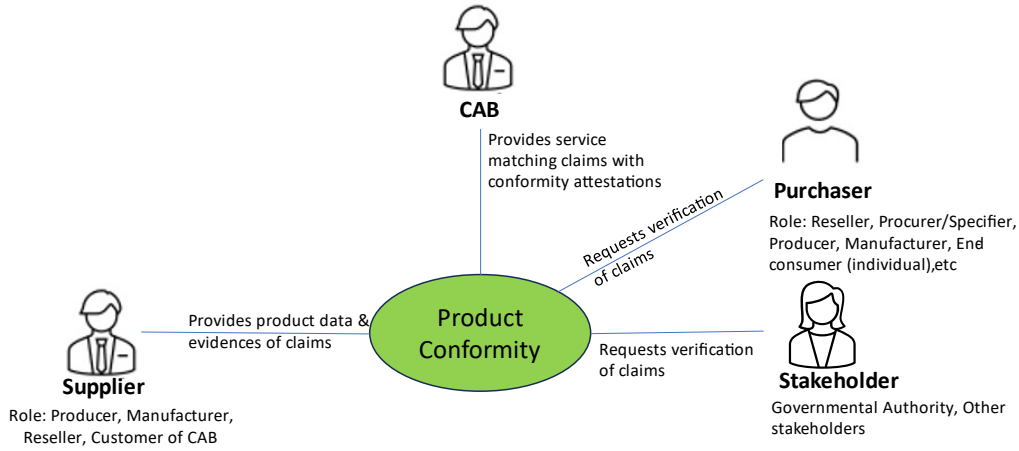 CAB
Provides service
matching claims with
conformity attestations
Purchaser
Role: Reseller, Procurer/Specifier,
Producer, Manufacturer, End
consumer (individual),etc
Requests verification
of claims
Supplier
Role: Producer, Manufacturer,
Reseller, Customer of CAB
Provides product data &
evidences of claims
Product
Conformity
Requests verification
of claims
Stakeholder
Governmental Authority, Other
stakeholders